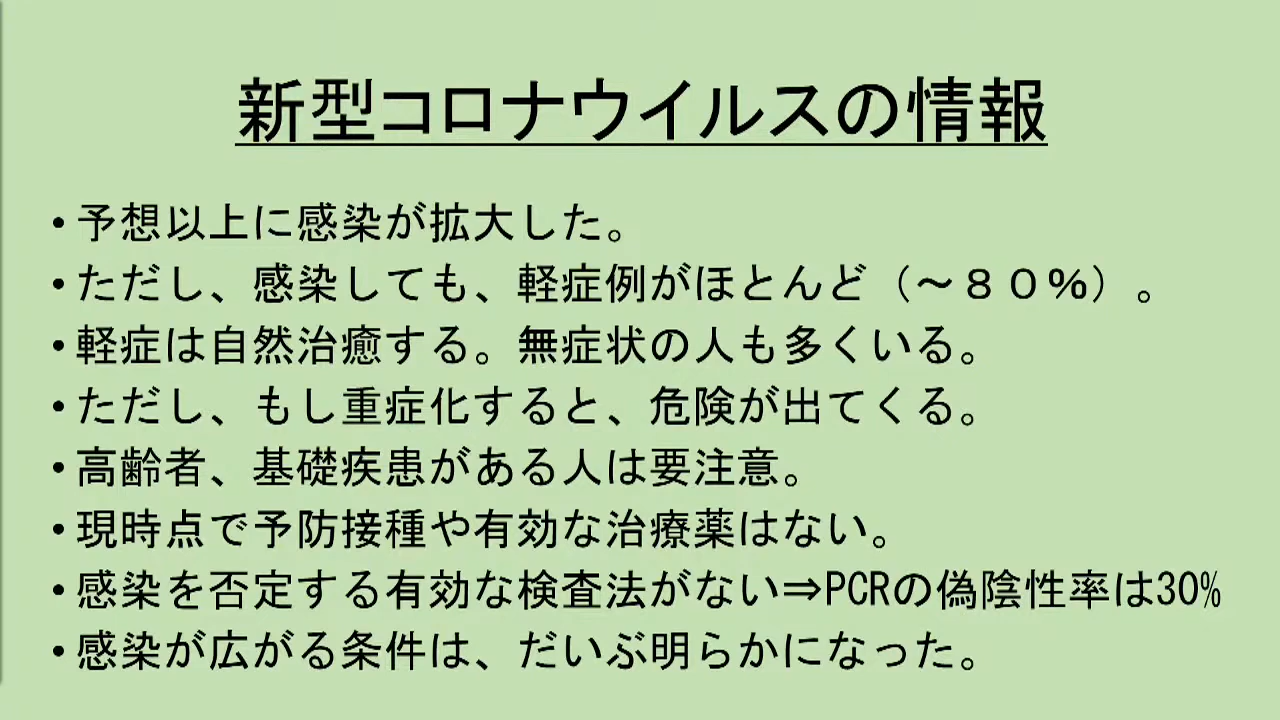 新型コロナウイルスの情報
• 予想以上に感染が拡大した。
• ただし、感染しても、軽症例がほとんど（～８０％）。
• 軽症は自然治癒する。無症状の人も多くいる。
• ただし、もし重症化すると、危険が出てくる。
• 高齢者、基礎疾患がある人は要注意。
• 現時点で予防接種や有効な治療薬はない。
• 感染を否定する有効な検査法がない⇒PCRの偽陰性率は30%
• 感染が広がる条件は、だいぶ明らかになった。